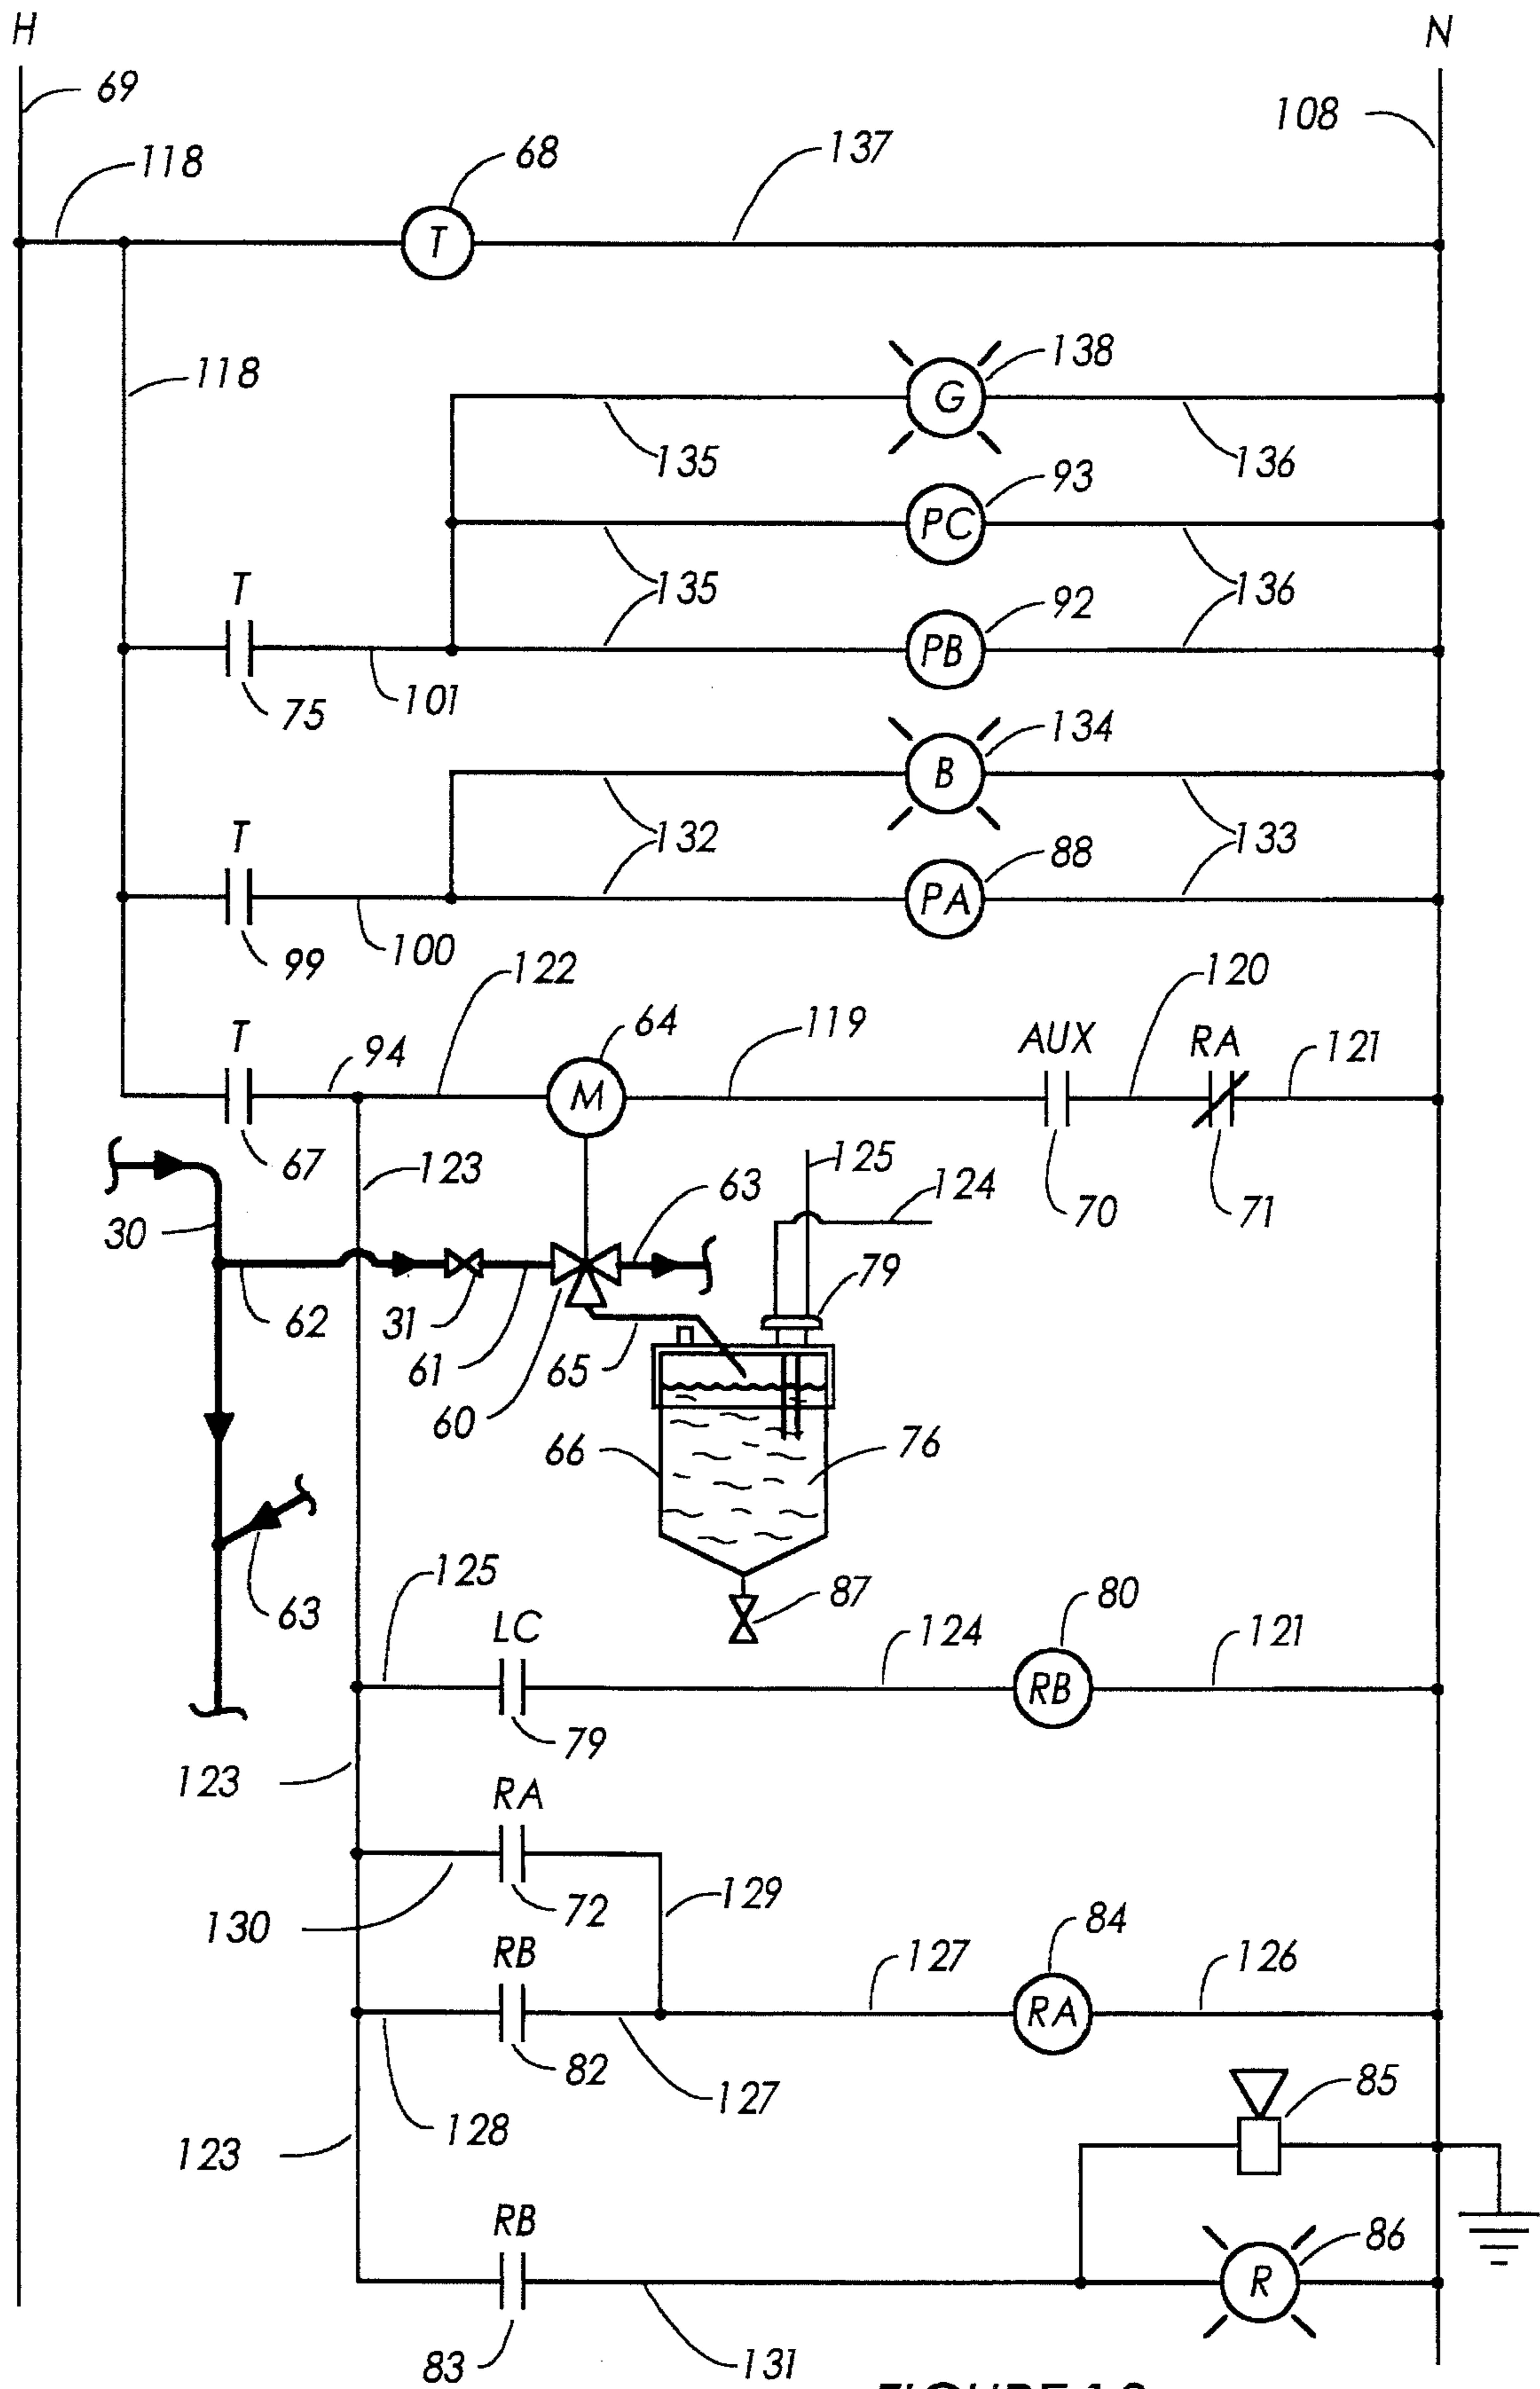 H N
69
108
118 68 137
T
118
138
G
135 136
93
PC
T 135 92 136
PB
75 101
134
B
T 132 133
88
PA
99 100
122 120
T 94 64 119 AUX RA 121
M
67 123 125 70 71
63 124
30
79
62 31 61 65
60
66 76
63 125 87 80
LC 124 121
RB
79
123
RA
129
130 72 84
RB 127 126
RA
82
128 127 85
123
RB 86
R
83 131